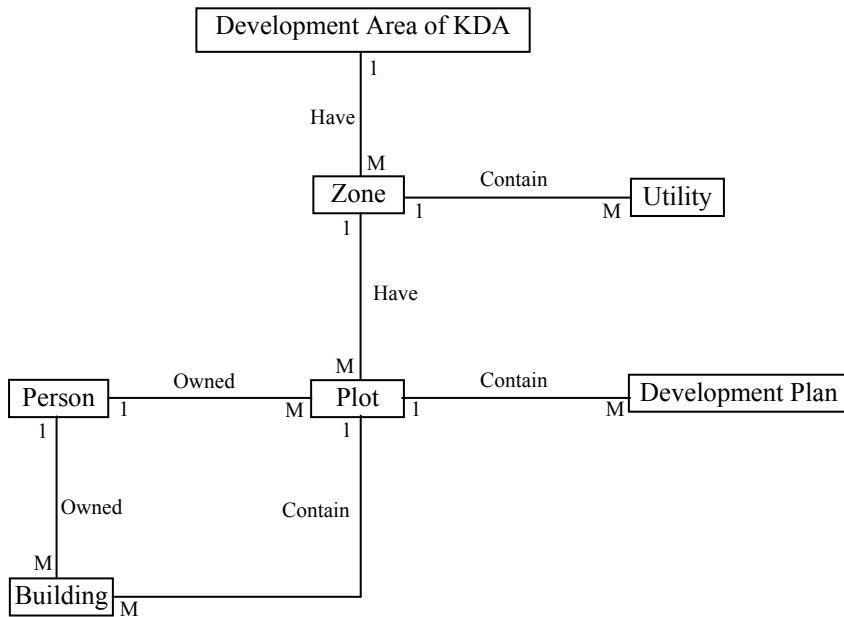 Development Area of KDA
1
Have
M
Zone
1
Contain
M
Utility
1
Have
M
Person
1
Owned
M
Plot
1
Contain
M
Development Plan
1
1
Owned
Contain
M
Building
M